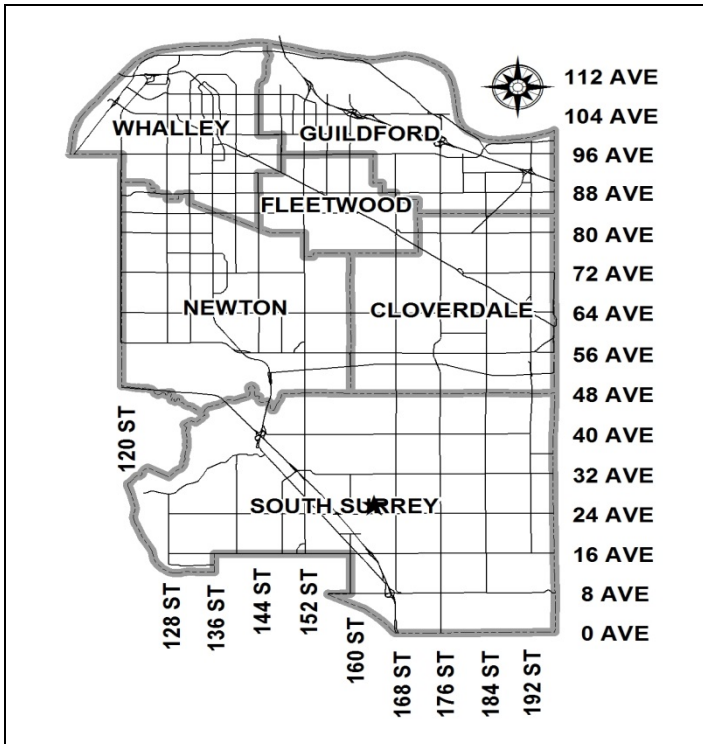 112 AVE
104 AVE
WHALLEY
GUILDFORD
96 AVE
88 AVE
FLEETWOOD
80 AVE
72 AVE
NEWTON
CLOVERDALE
64 AVE
56 AVE
48 AVE
120 ST
40 AVE
32 AVE
SOUTH SURREY
24 AVE
16 AVE
8 AVE
128 ST
136 ST
144 ST
152 ST
160 ST
0 AVE
168 ST
176 ST
184 ST
192 ST